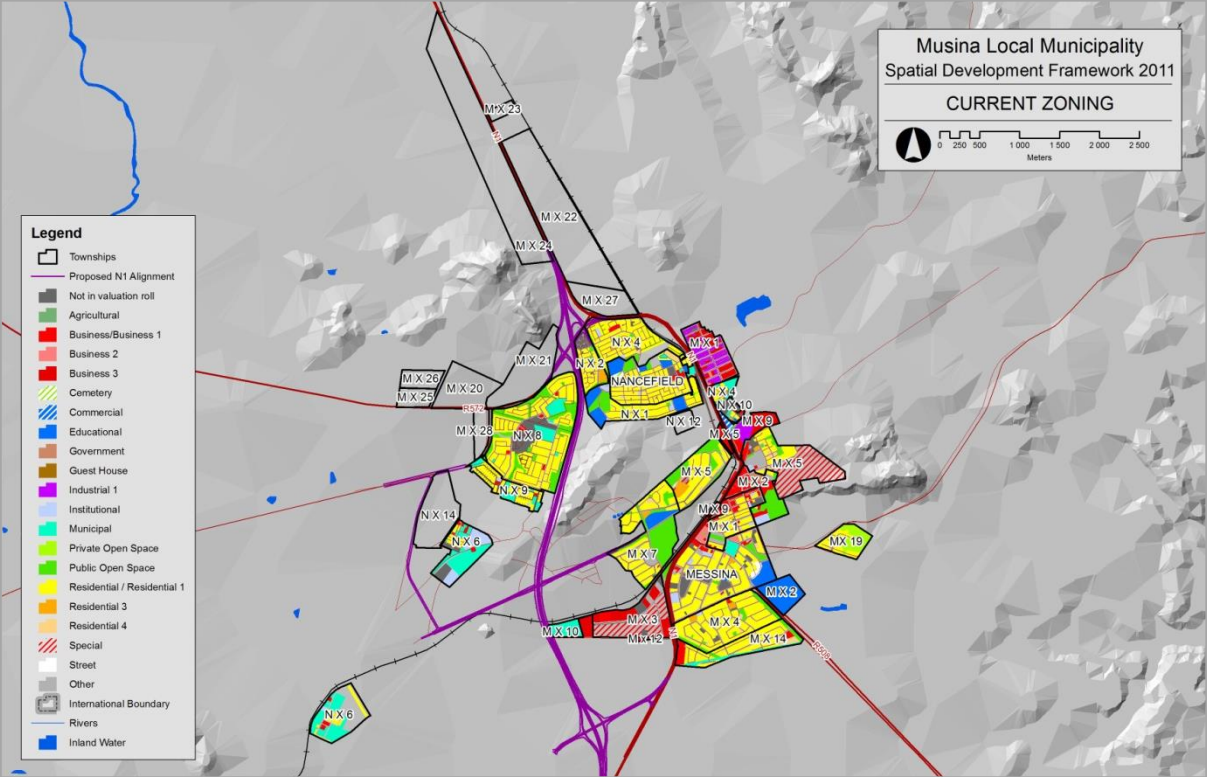 Musina Local Municipality
Spatial Development Framework 2011
CURRENT ZONING
0 250 500 1 000 1 500 2 000 2 500
Meters
Legend
Townships
Proposed N1 Alignment
Not in valuation roll
Agricultural
Business/Business 1
Business 2
Business 3
Cemetery
Commercial
Educational
Government
Guest House
Industrial 1
Institutional
Municipal
Private Open Space
Public Open Space
Residential / Residential 1
Residential 3
Residential 4
Special
Street
Other
International Boundary
Rivers
Inland Water
M X 23
N1
M X 22
M X 24
M X 27
N X 4
M X 1
M X 21
N X 2
M X 26
M X 20
NANCEFIELD
M X 25
N X 4
R572
N X 10
N X 1
N X 12
M X 9
M X 28
N X 8
M X 5
M X 5
M X 5
M X 2
N X 9
M X 9
N X 14
M X 1
N X 6
MX 19
M X 7
MESSINA
M X 2
M X 3
M X 4
M X 10
M X 12
N1
M X 14
R508
N X 6